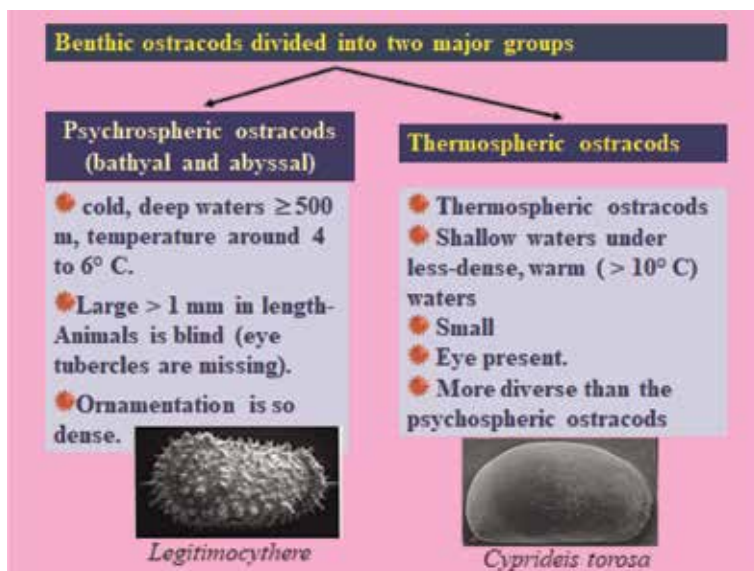 Benthic ostracods divided into two major groups
Psychrospheric ostracods
(bathyal and abyssal)
cold, deep waters ≥500
m, temperature around 4
to 6° C.
Large > 1 mm in length-
Animals is blind (eye
tubercles are missing).
Ornamentation is so
dense.
Legitimocythere
Thermospheric ostracods
Thermospheric ostracods
Shallow waters under
less-dense, warm ( > 10° C)
waters
Small
Eye present.
More diverse than the
psychospheric ostracods
Cyprideis torosa